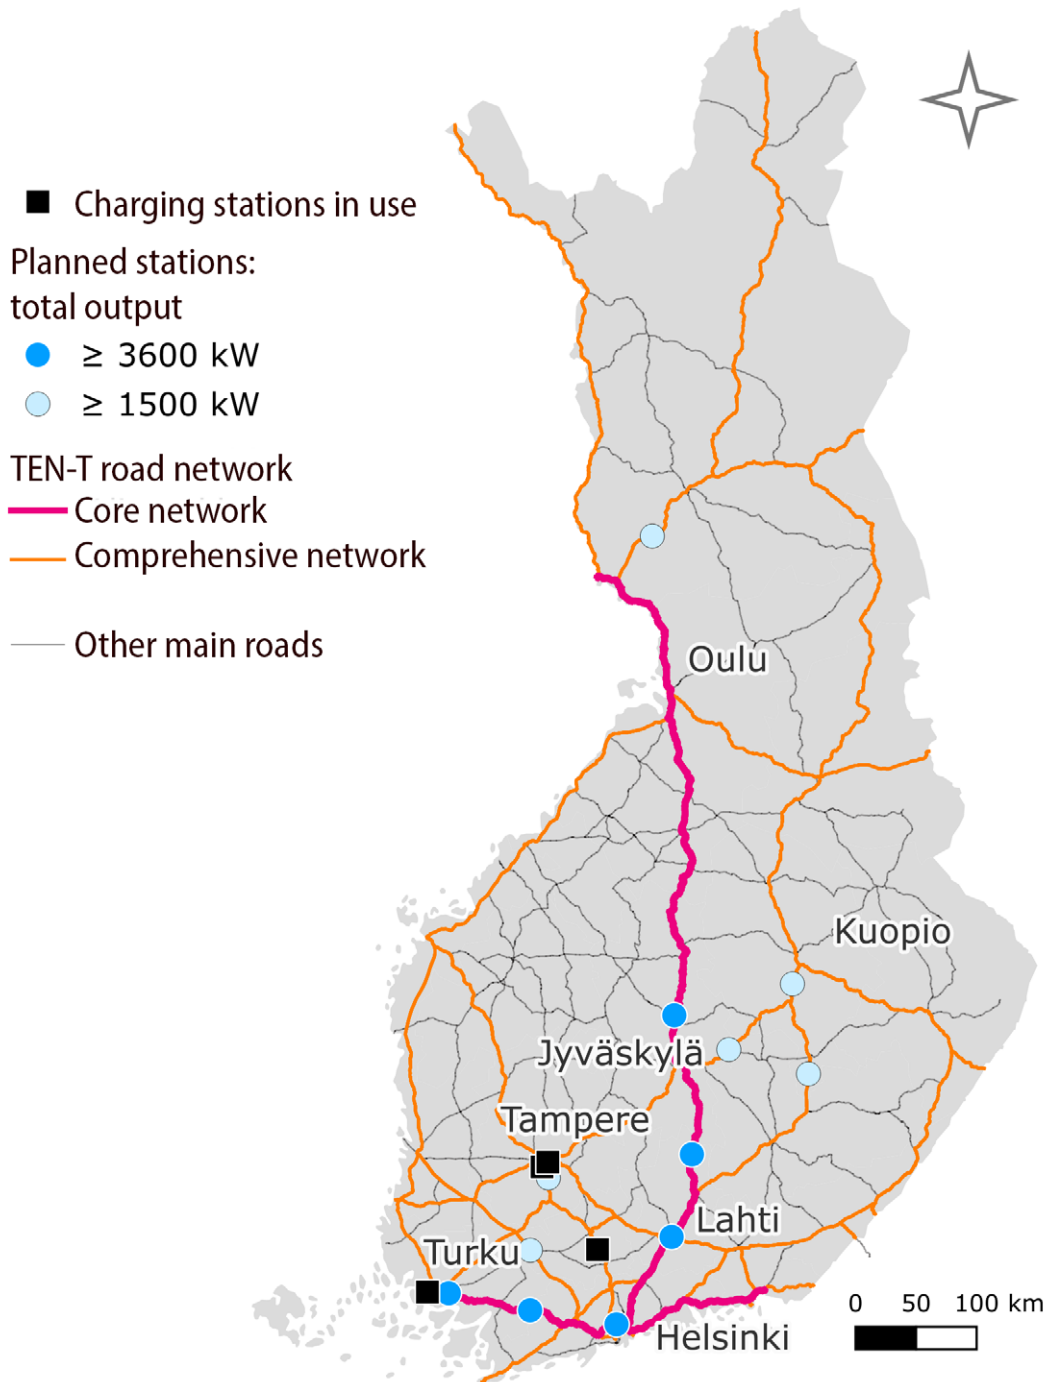 Charging stations in use
Planned stations:
total output
≥ 3600 kW
≥ 1500 kW
TEN-T road network
Core network
Comprehensive network
Other main roads
Oulu
Kuopio
Jyväskylä
Tampere
Lahti
Turku
Helsinki
0 50 100 km